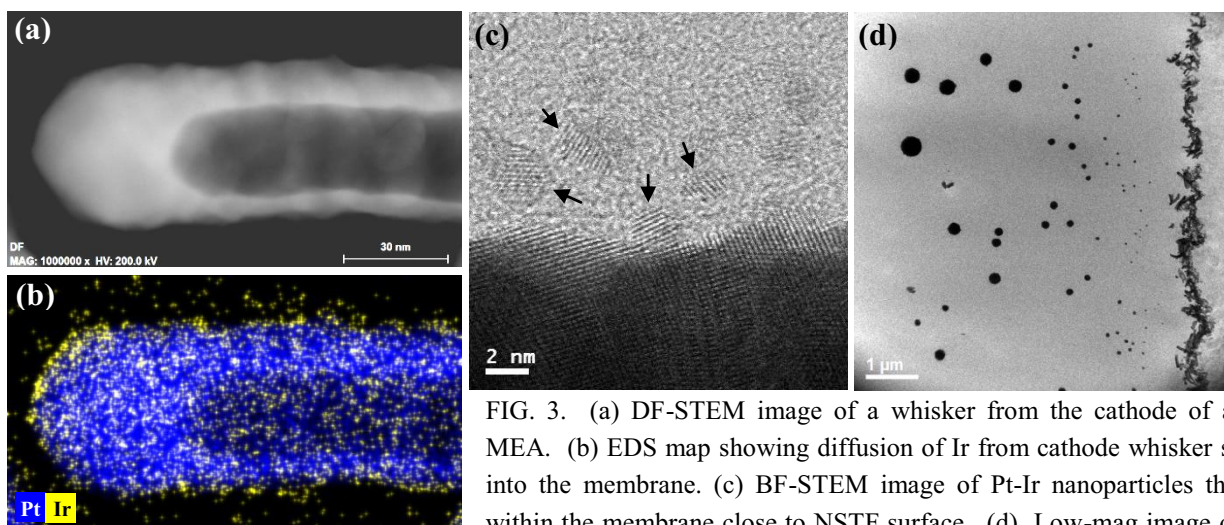 (a)
DF
MAG: 1000000 x HV: 200.0 kV
30 nm
(b)
Pt Ir
(c)
2 nm
(d)
1 µm
FIG. 3. (a) DF-STEM image of a whisker from the cathode of
MEA. (b) EDS map showing diffusion of Ir from cathode whisker
into the membrane. (c) BF-STEM image of Pt-Ir nanoparticles
within the membrane close to NSTF surface. (d) Low-mag image